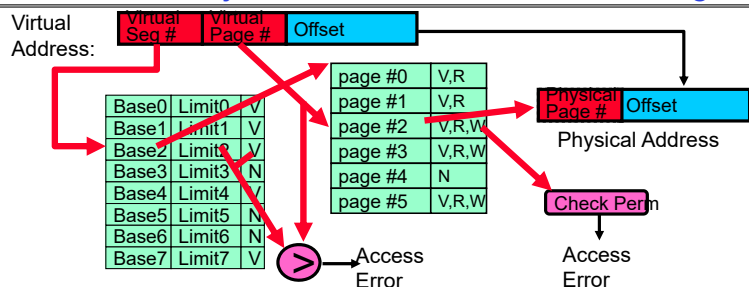 Virtual
Address:
Virtual
Seg #
Virtual
Page #
Offset
page #0 V,R
page #1 V,R
page #2 V,R,W
page #3 V,R,W
page #4 N
page #5 V,R,W
Physical
Page #
Offset
Physical Address
Base0 Limit0 V
Base1 Limit1 V
Base2 Limit2 V
Base3 Limit3 N
Base4 Limit4 V
Base5 Limit5 N
Base6 Limit6 N
Base7 Limit7 V
>
Access
Error
Check Perm
Access
Error